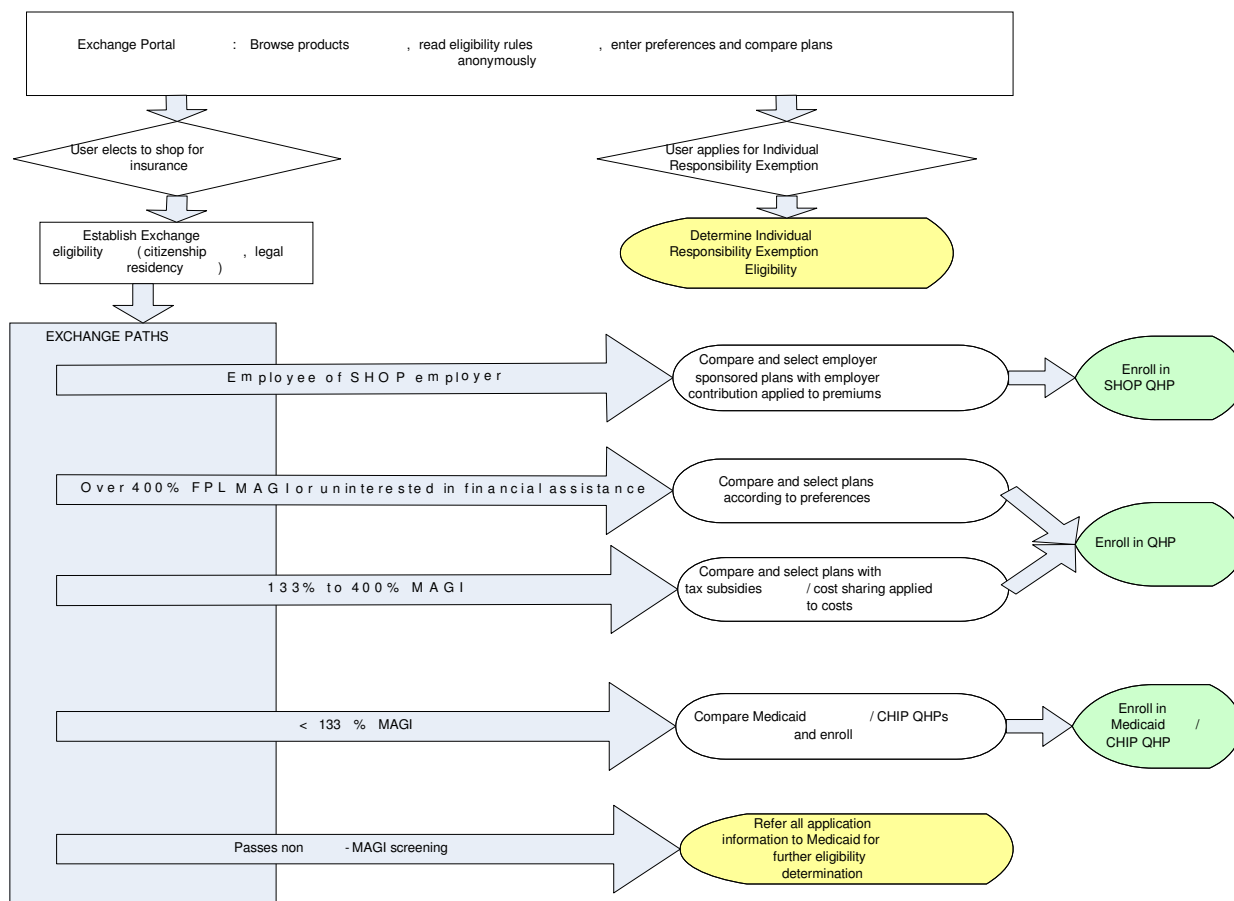 Exchange Portal : Browse products , read eligibility rules , enter preferences and compare plans
anonymously
User elects to shop for
insurance
User applies for Individual
Responsibility Exemption
Establish Exchange
eligibility ( citizenship , legal
residency )
Determine Individual
Responsibility Exemption
Eligibility
EXCHANGE PATHS
Employee of SHOP employer
Compare and select employer
sponsored plans with employer
contribution applied to premiums
Enroll in
SHOP QHP
Over 400% FPL MAGI or uninterested in financial assistance
Compare and select plans
according to preferences
Enroll in QHP
133% to 400% MAGI
Compare and select plans with
tax subsidies / cost sharing applied
to costs
< 133 % MAGI
Compare Medicaid / CHIP QHPs
and enroll
Enroll in
Medicaid /
CHIP QHP
Passes non - MAGI screening
Refer all application
information to Medicaid for
further eligibility
determination